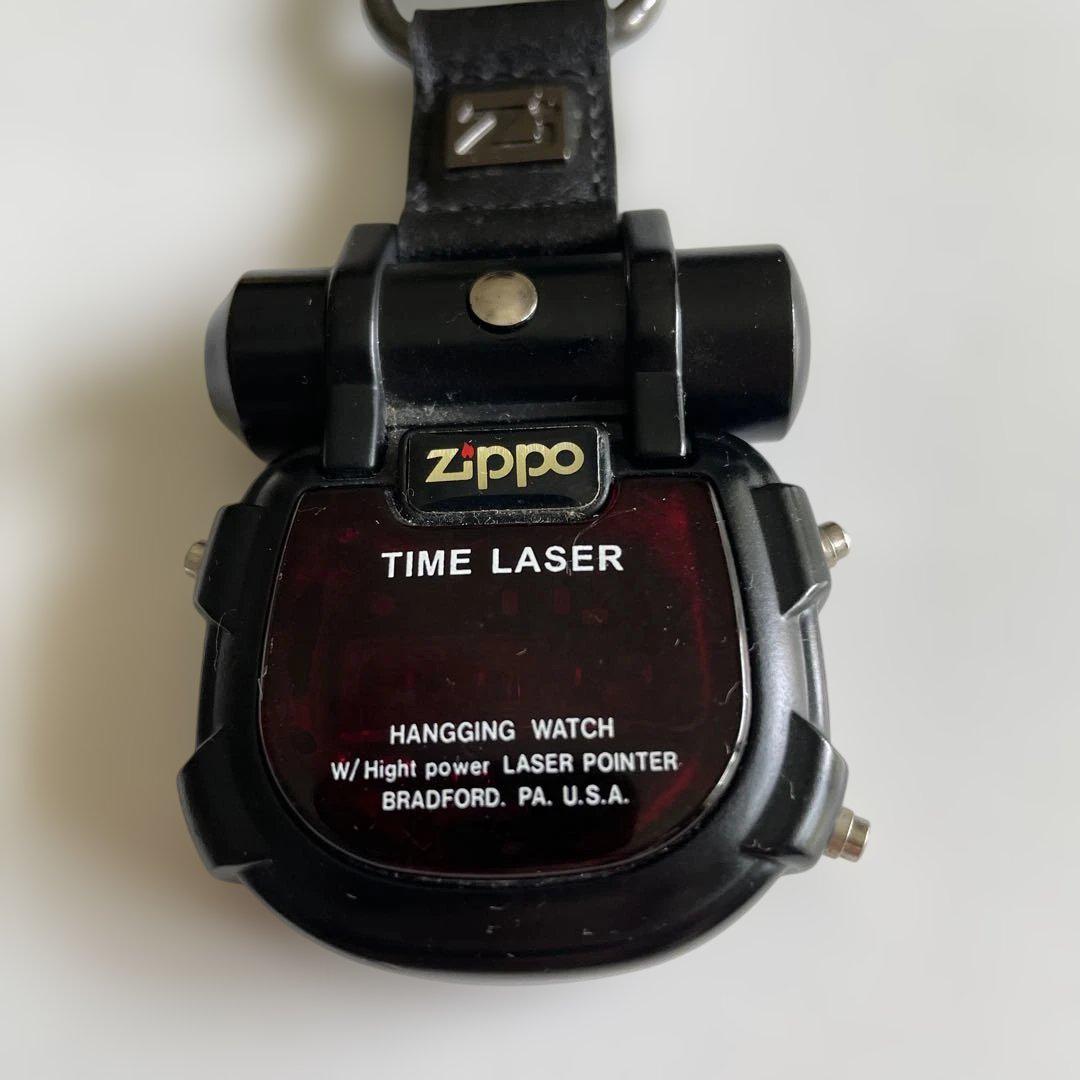 Z
zippo
TIME LASER
HANGGING WATCH
W/Hight power LASER POINTER
BRADFORD. PA. U.S.A.